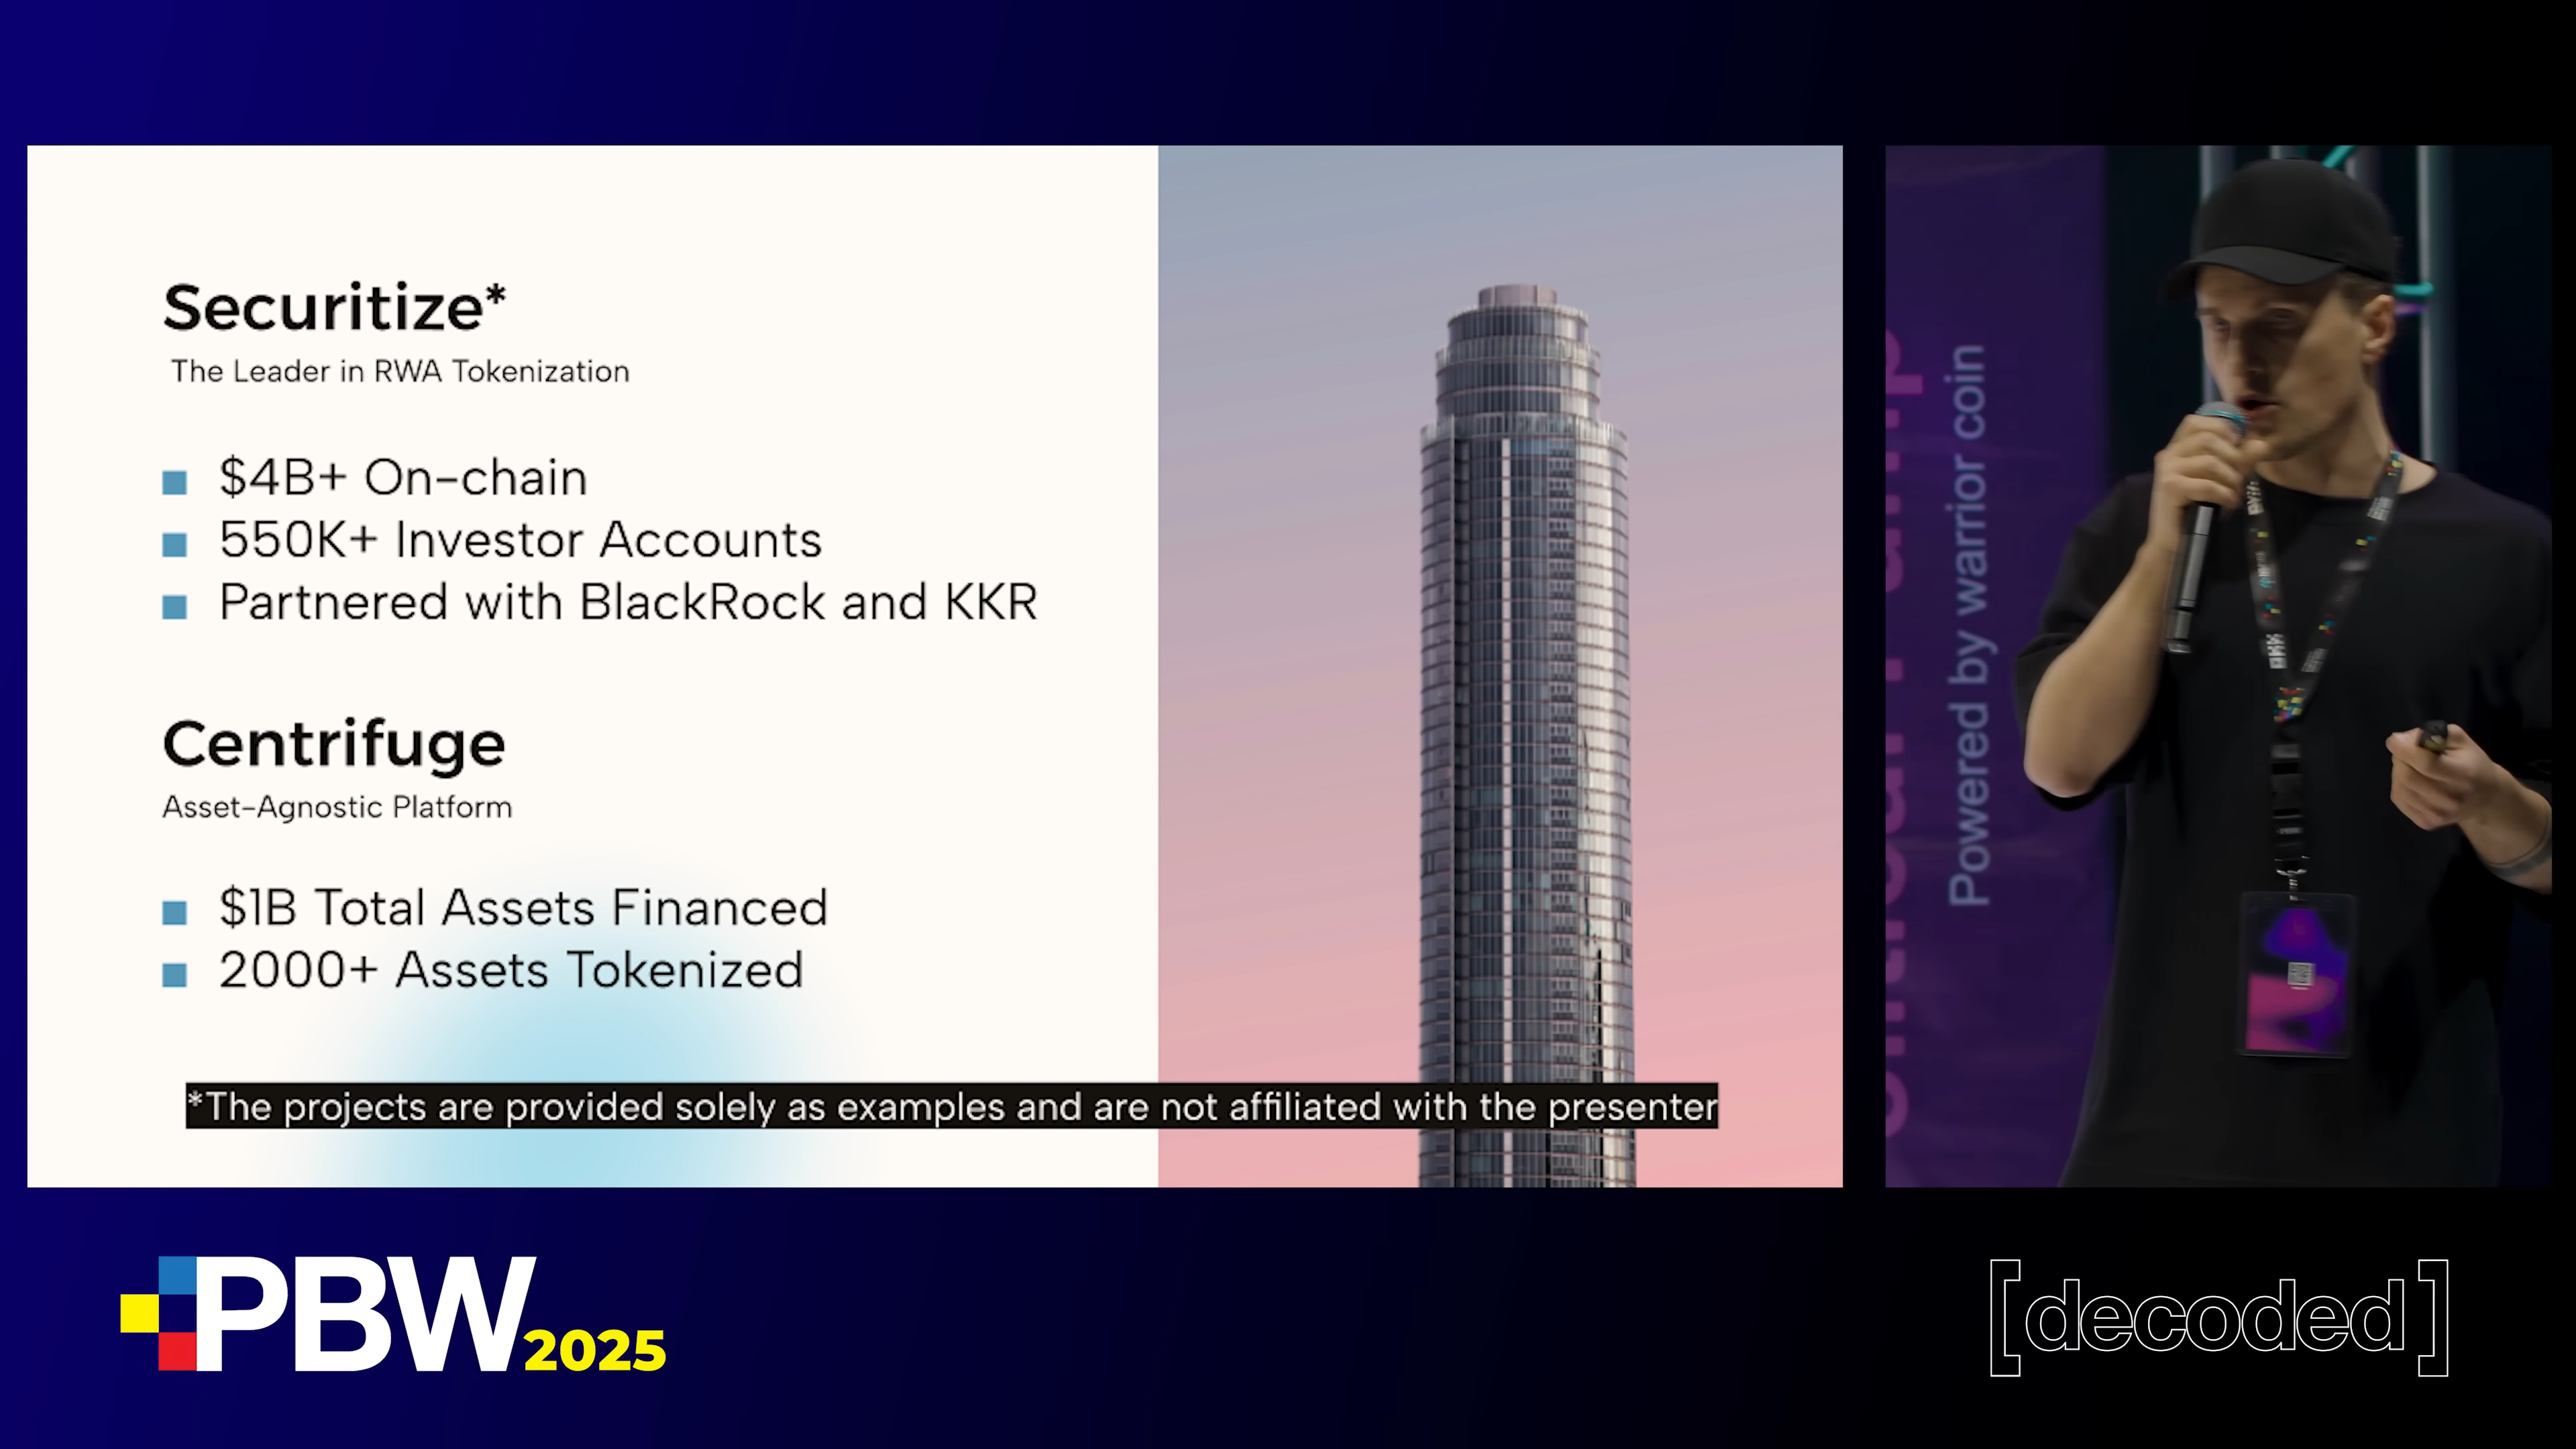 Securitize*
The Leader in RWA Tokenization
$4B+ On-chain
550K+ Investor Accounts
Partnered with BlackRock and KKR
Centrifuge
Asset-Agnostic Platform
$1B Total Assets Financed
2000+ Assets Tokenized
*The projects are provided solely as examples and are not affiliated with the presenter
Powered by warrior coin
PBW 2025
[decoded]